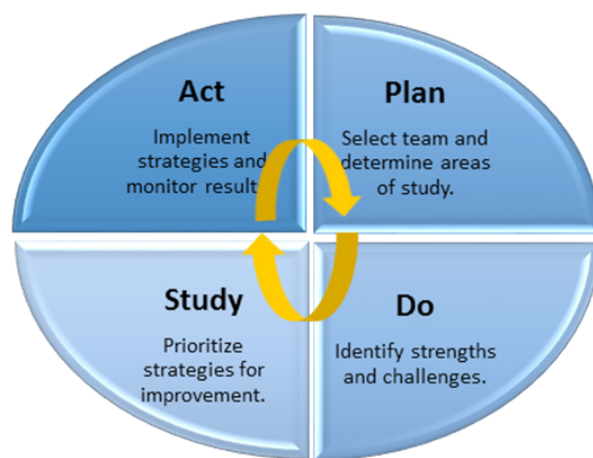 Act
Implement
strategies and
monitor result
Plan
Select team and
determine areas
of study.
Study
Prioritize
strategies for
improvement.
Do
Identify strengths
and challenges.